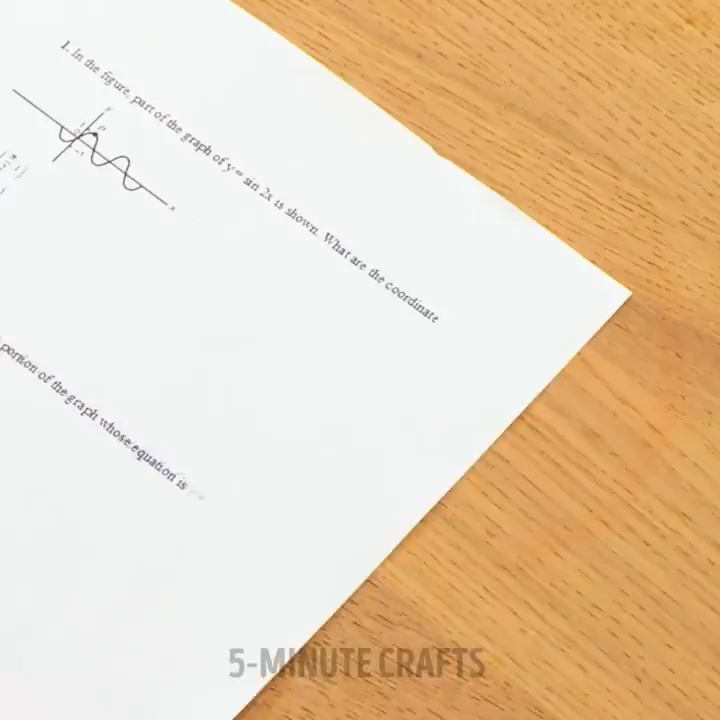 1. In the figure, part of the graph of y = sin 2x is shown. What are the coordinate
portion of the graph whose equation is
5-MINUTE CRAFTS